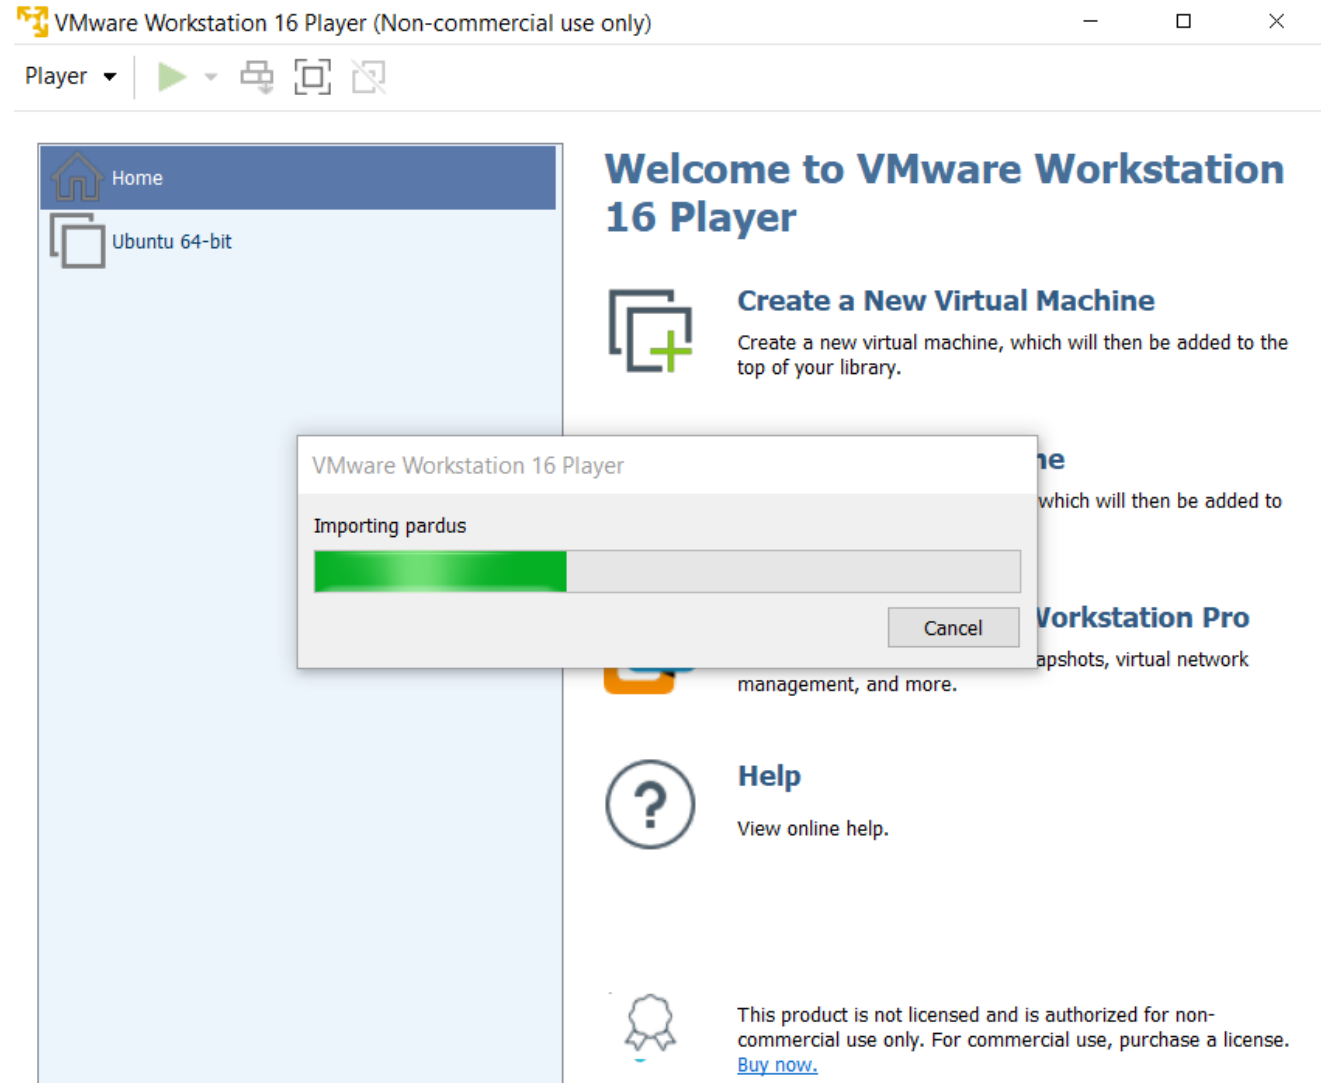 VMware Workstation 16 Player (Non-commercial use only)
Player
Home
Ubuntu 64-bit
Welcome to VMware Workstation
16 Player
Create a New Virtual Machine
Create a new virtual machine, which will then be added to the
top of your library.
VMware Workstation 16 Player
Importing pardus
Cancel
which will then be added to
Workstation Pro
apshots, virtual network
management, and more.
?
Help
View online help.
This product is not licensed and is authorized for non-
commercial use only. For commercial use, purchase a license.
Buy now.